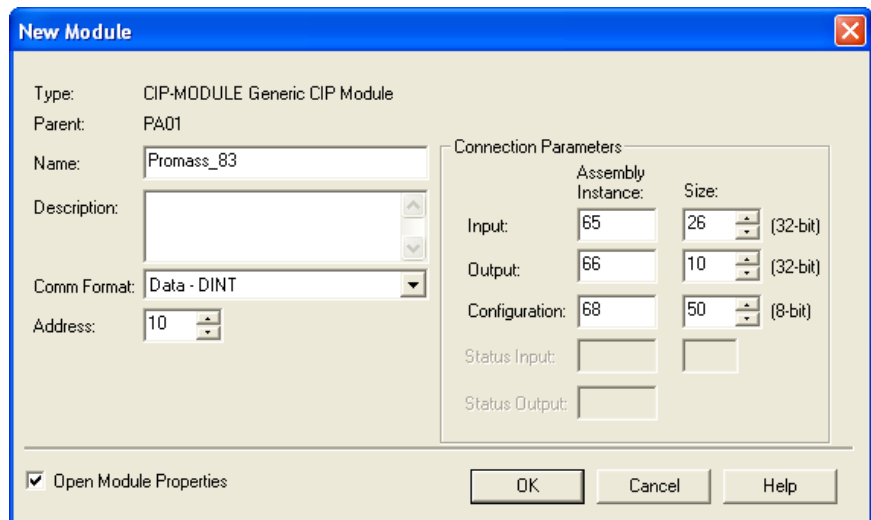 New Module
Type: CIP-MODULE Generic CIP Module
Parent: PA01
Name: Promass_83
Description:
Comm Format: Data - DINT
Address: 10
Connection Parameters
Assembly
Instance: Size:
Input: 65 26 (32-bit)
Output: 66 10 (32-bit)
Configuration: 68 50 (8-bit)
Status Input:
Status Output:
Open Module Properties
OK Cancel Help